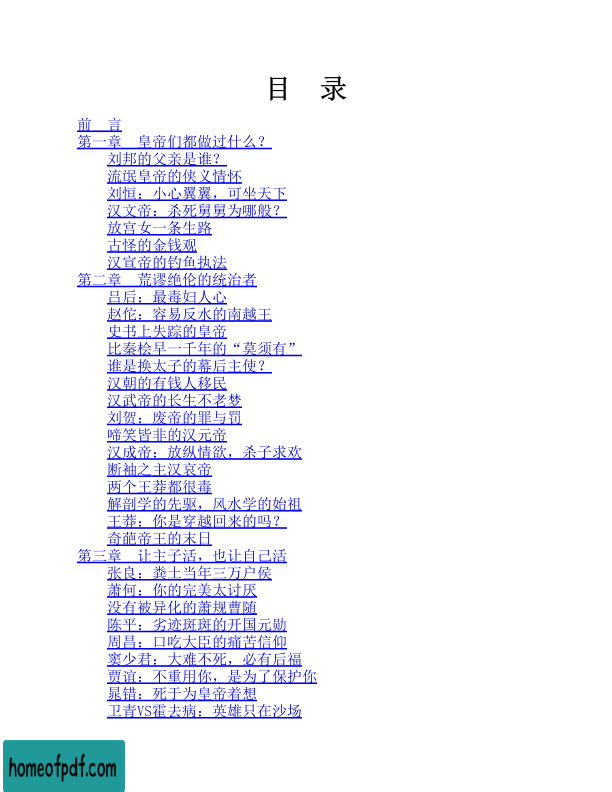 目 录
前 言
第一章 皇帝们都做过什么？
刘邦的父亲是谁？
流氓皇帝的侠义情怀
刘恒：小心翼翼，可坐天下
汉文帝：杀死舅舅为哪般？
放宫女一条生路
古怪的金钱观
汉宣帝的钓鱼执法
第二章 荒谬绝伦的统治者
吕后：最毒妇人心
赵佗：容易反水的南越王
史书上失踪的皇帝
比秦桧早一千年的“莫须有”
谁是换太子的幕后主使？
汉朝的有钱人移民
汉武帝的长生不老梦
刘贺：废帝的罪与罚
啼笑皆非的汉元帝
汉成帝：放纵情欲，杀子求欢
断袖之主汉哀帝
两个王莽都很毒
解剖学的先驱，风水学的始祖
王莽：你是穿越回来的吗？
奇葩帝王的末日
第三章 让主子活，也让自己活
张良：粪土当年三万户侯
萧何：你的完美太讨厌
没有被异化的萧规曹随
陈平：劣迹斑斑的开国元勋
周昌：口吃大臣的痛苦信仰
窦少君：大难不死，必有后福
贾谊：不重用你，是为了保护你
晁错：死于为皇帝着想
卫青VS霍去病：英雄只在沙场
homeofpdf.com